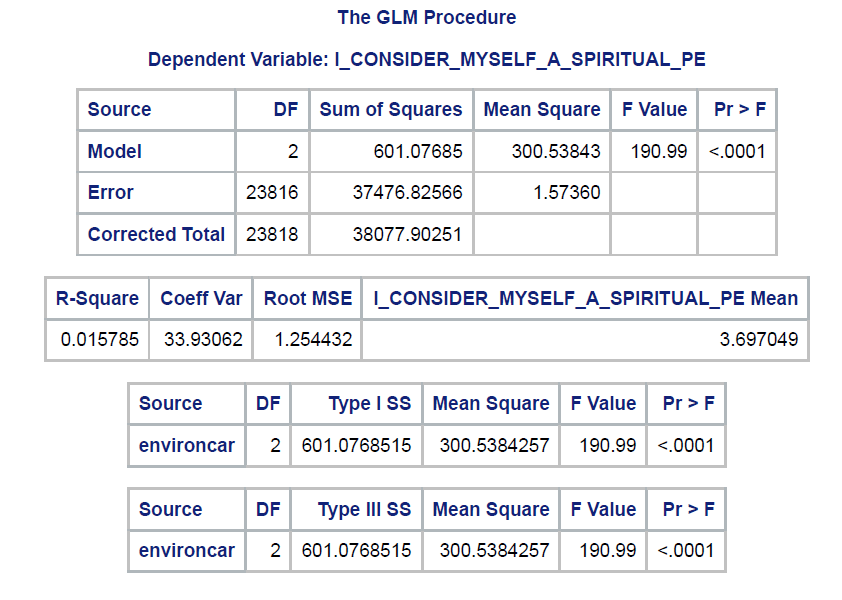 The GLM Procedure
Dependent Variable: I_CONSIDER_MYSELF_A_SPIRITUAL_PE
Source DF Sum of Squares Mean Square F Value Pr > F
Model 2 601.07685 300.53843 190.99 <.0001
Error 23816 37476.82566 1.57360
Corrected Total 23818 38077.90251
R-Square Coeff Var Root MSE I_CONSIDER_MYSELF_A_SPIRITUAL_PE Mean
0.015785 33.93062 1.254432 3.697049
Source DF Type I SS Mean Square F Value Pr > F
environcar 2 601.0768515 300.5384257 190.99 <.0001
Source DF Type III SS Mean Square F Value Pr > F
environcar 2 601.0768515 300.5384257 190.99 <.0001